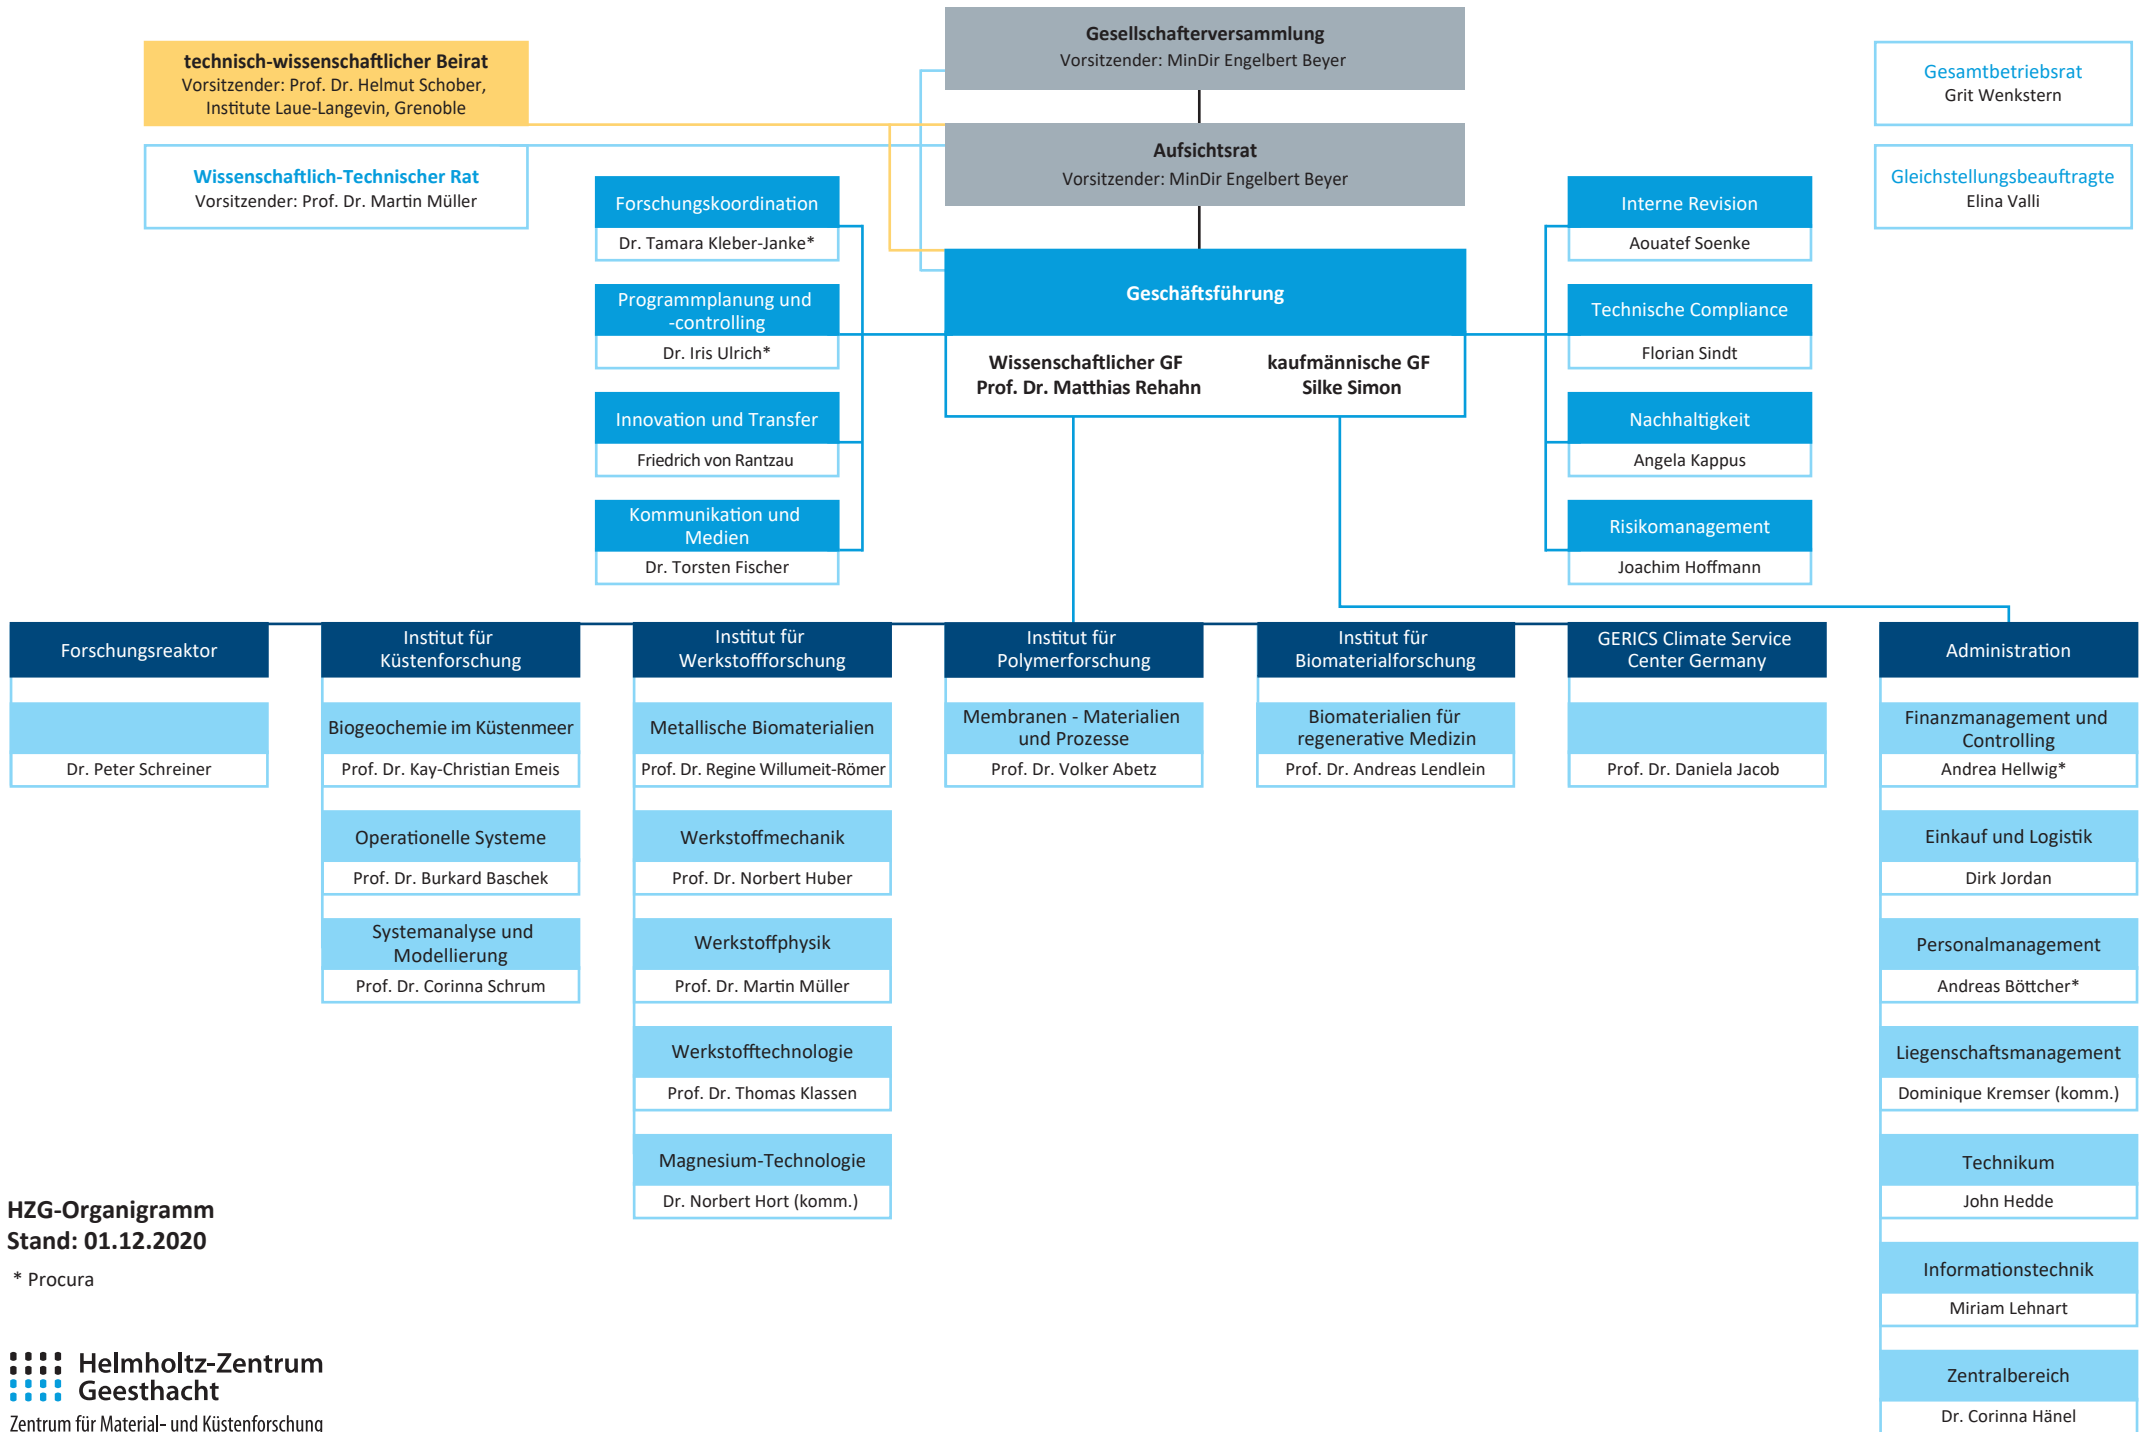 Gesellschafterversammlung
Vorsitzender: MinDir Engelbert Beyer
technisch-wissenschaftlicher Beirat
Vorsitzender: Prof. Dr. Helmut Schober,
Institute Laue-Langevin, Grenoble
Gesamtbetriebsrat
Grit Wenkstern
Aufsichtsrat
Vorsitzender: MinDir Engelbert Beyer
Wissenschaftlich-Technischer Rat
Vorsitzender: Prof. Dr. Martin Müller
Gleichstellungsbeauftragte
Elina Valli
Forschungskoordination
Dr. Tamara Kleber-Janke*
Programmplanung und
-controlling
Dr. Iris Ulrich*
Innovation und Transfer
Friedrich von Rantzau
Kommunikation und
Medien
Dr. Torsten Fischer
Geschäftsführung
Wissenschaftlicher GF
Prof. Dr. Matthias Rehahn
kaufmännische GF
Silke Simon
Interne Revision
Aouatef Soenke
Technische Compliance
Florian Sindt
Nachhaltigkeit
Angela Kappus
Risikomanagement
Joachim Hoffmann
Forschungsreaktor
Dr. Peter Schreiner
Institut für
Küstenforschung
Biogeochemie im Küstenmeer
Prof. Dr. Kay-Christian Emeis
Operationelle Systeme
Prof. Dr. Burkard Baschek
Systemanalyse und
Modellierung
Prof. Dr. Corinna Schrum
Institut für
Werkstoffforschung
Metallische Biomaterialien
Prof. Dr. Regine Willumeit-Römer
Werkstoffmechanik
Prof. Dr. Norbert Huber
Werkstoffphysik
Prof. Dr. Martin Müller
Werkstofftechnologie
Prof. Dr. Thomas Klassen
Magnesium-Technologie
Dr. Norbert Hort (komm.)
Institut für
Polymerforschung
Membranen - Materialien
und Prozesse
Prof. Dr. Volker Abetz
Institut für
Biomaterialforschung
Biomaterialien für
regenerative Medizin
Prof. Dr. Andreas Lendlein
GERICS Climate Service
Center Germany
Prof. Dr. Daniela Jacob
Administration
Finanzmanagement und
Controlling
Andrea Hellwig*
Einkauf und Logistik
Dirk Jordan
Personalmanagement
Andreas Böttcher*
Liegenschaftsmanagement
Dominique Kremser (komm.)
Technikum
John Hedde
Informationstechnik
Miriam Lehnart
Zentralbereich
Dr. Corinna Hänel
HZG-Organigramm
Stand: 01.12.2020
* Procura
Helmholtz-Zentrum
Geesthacht
Zentrum für Material- und Küstenforschung